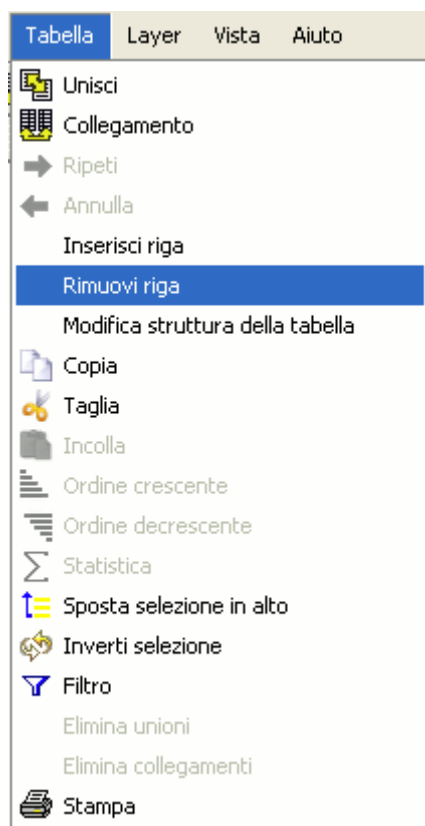 Tabella Layer Vista Aiuto
Unisci
Collegamento
Ripeti
Annulla
Inserisci riga
Rimuovi riga
Modifica struttura della tabella
Copia
Taglia
Incolla
Ordine crescente
Ordine decrescente
Statistica
Sposta selezione in alto
Inverti selezione
Filtro
Elimina unioni
Elimina collegamenti
Stampa